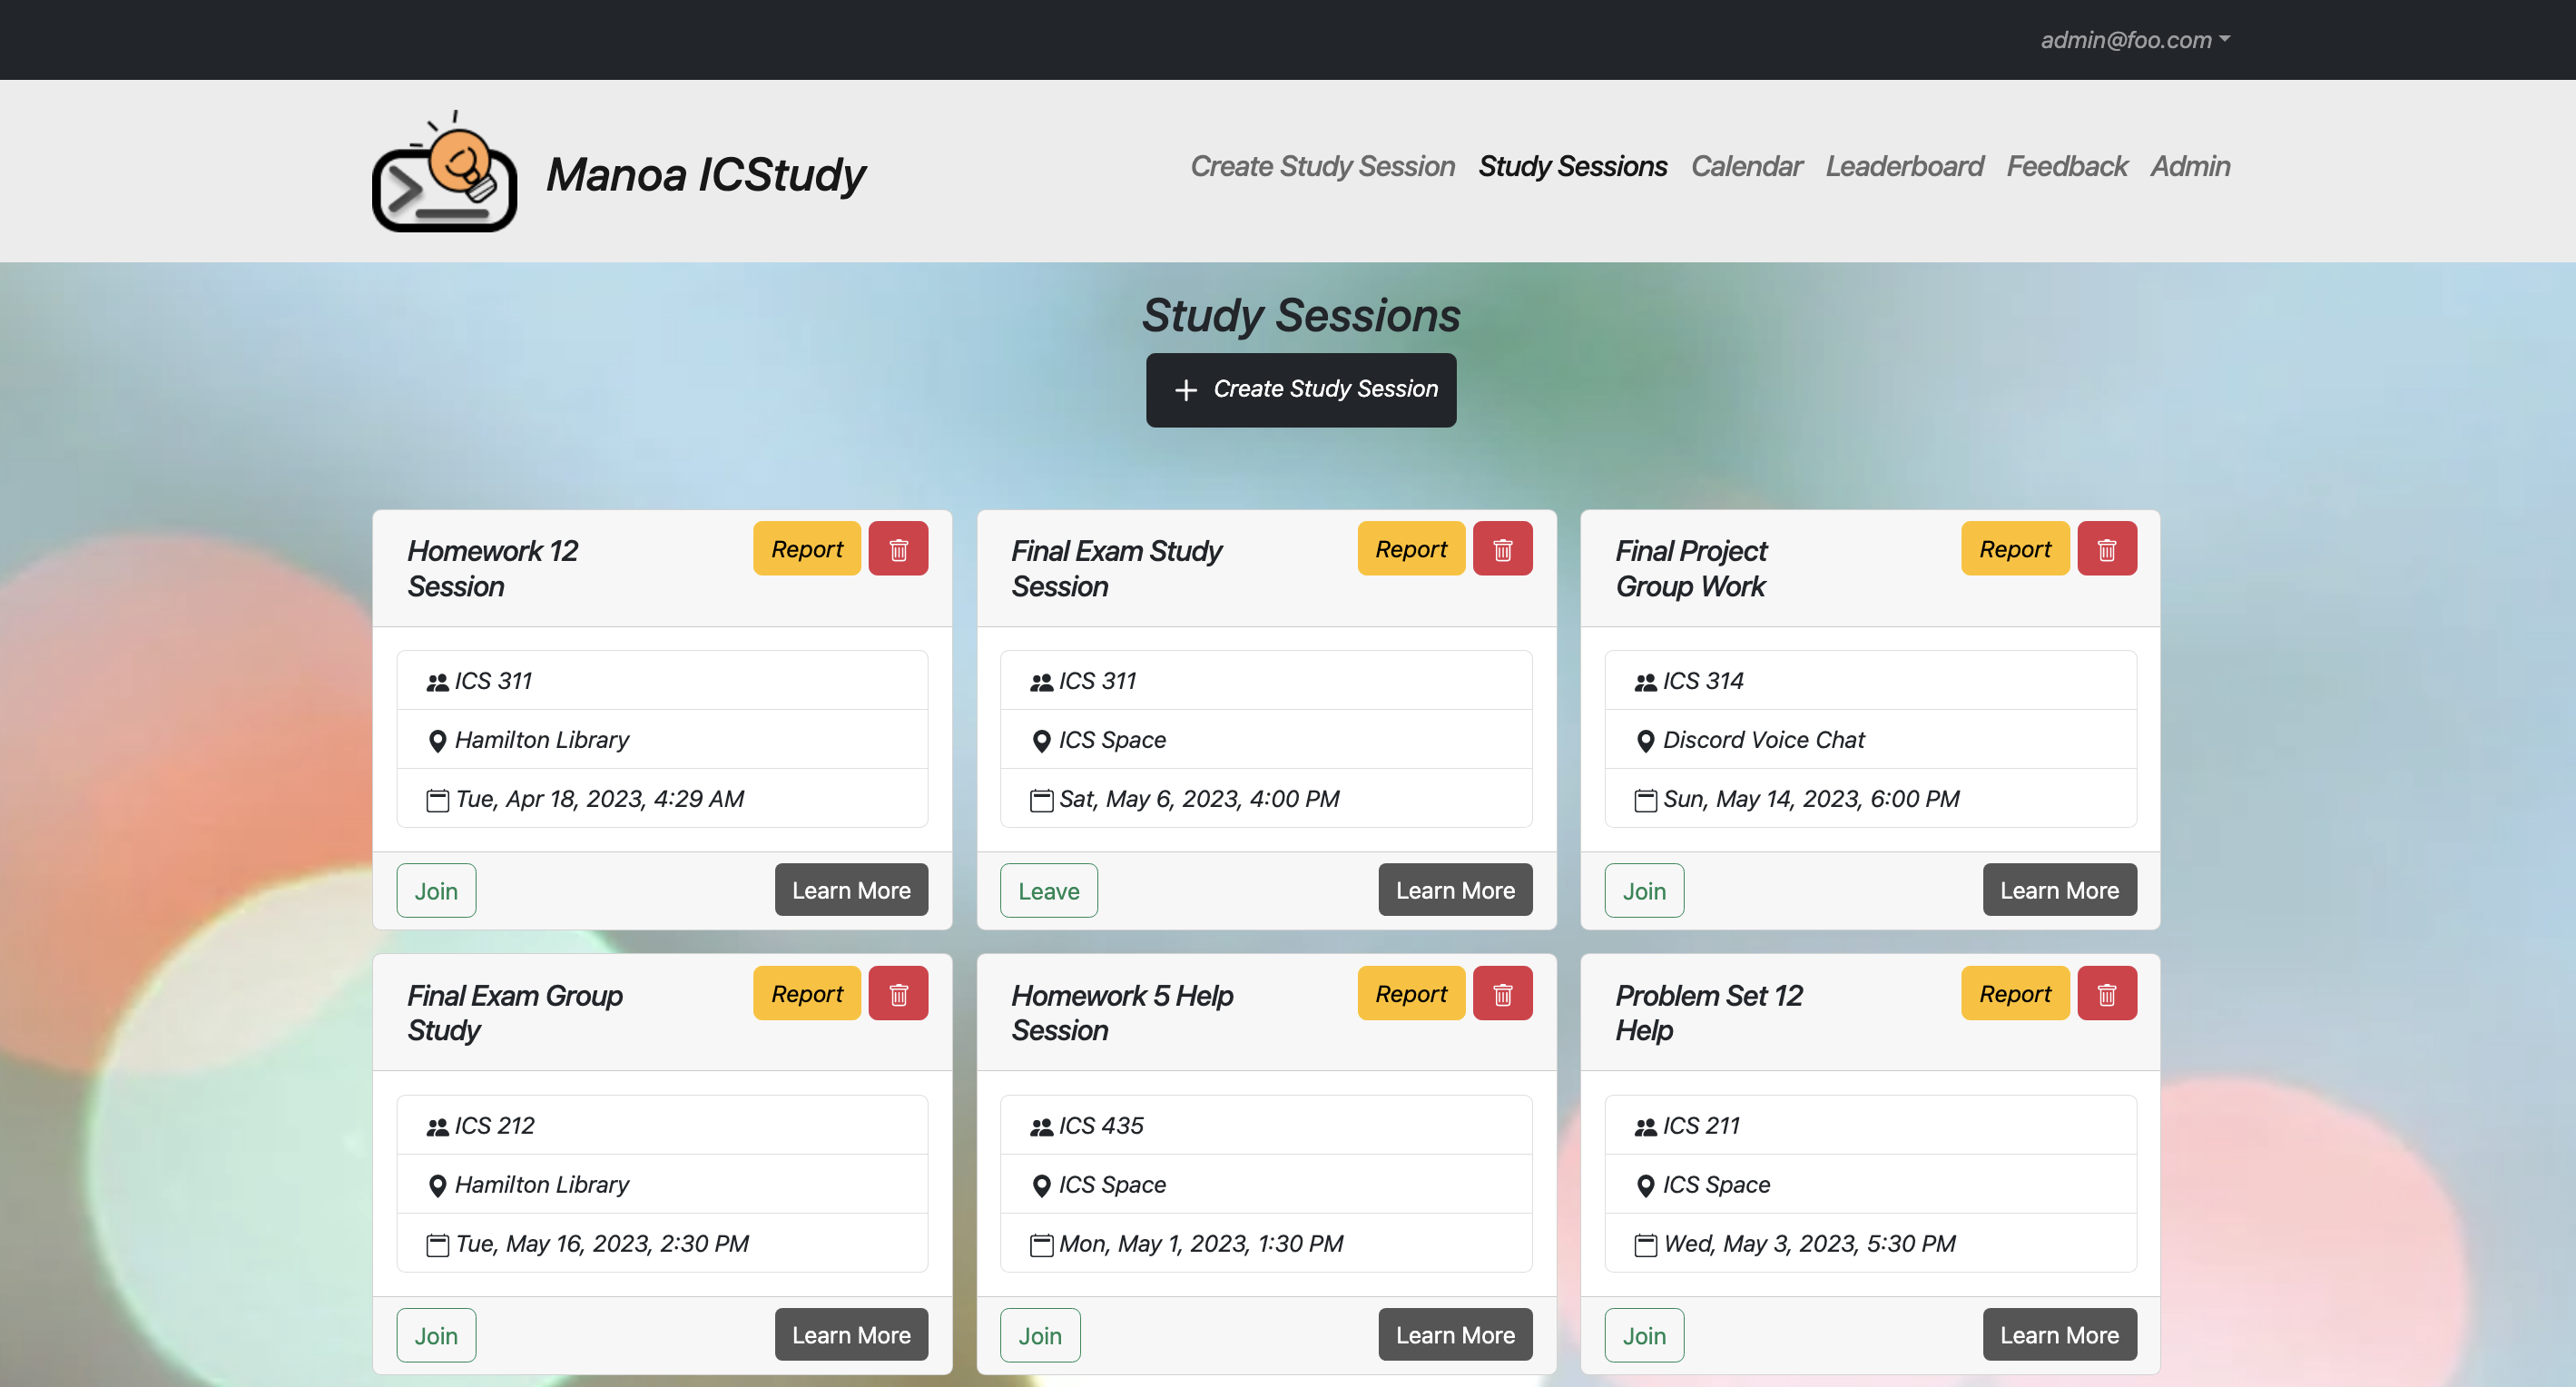 admin@foo.com
Manoa ICStudy
Create Study Session Study Sessions Calendar Leaderboard Feedback Admin
Study Sessions
Create Study Session
Homework 12
Session
Report
ICS 311
Hamilton Library
Tue, Apr 18, 2023, 4:29 AM
Join
Learn More
Final Exam Study
Session
Report
ICS 311
ICS Space
Sat, May 6, 2023, 4:00 PM
Leave
Learn More
Final Project
Group Work
Report
ICS 314
Discord Voice Chat
Sun, May 14, 2023, 6:00 PM
Join
Learn More
Final Exam Group
Study
Report
ICS 212
Hamilton Library
Tue, May 16, 2023, 2:30 PM
Join
Learn More
Homework 5 Help
Session
Report
ICS 435
ICS Space
Mon, May 1, 2023, 1:30 PM
Join
Learn More
Problem Set 12
Help
Report
ICS 211
ICS Space
Wed, May 3, 2023, 5:30 PM
Join
Learn More